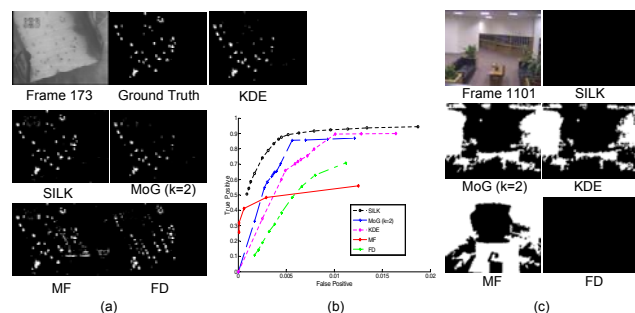 Frame 173 Ground Truth KDE
SILK MoG (k=2)
MF FD
(a)
1
0.9
0.8
0.7
0.6
0.5
0.4
0.3
0.2
0.1
0
True Positive
0 0.005 0.01 0.015 0.02
False Positive
SILK
MoG (k=2)
KDE
MF
FD
(b)
Frame 1101 SILK
MoG (k=2) KDE
MF FD
(c)